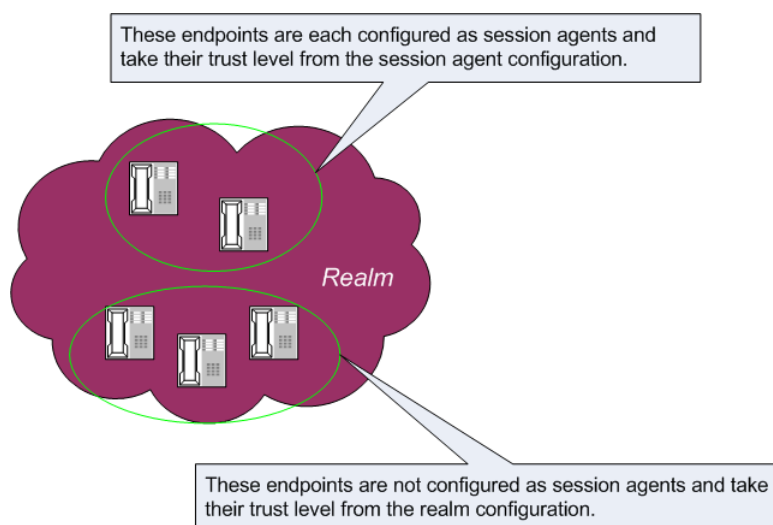 These endpoints are each configured as session agents and
take their trust level from the session agent configuration.
Realm
These endpoints are not configured as session agents and take
their trust level from the realm configuration.